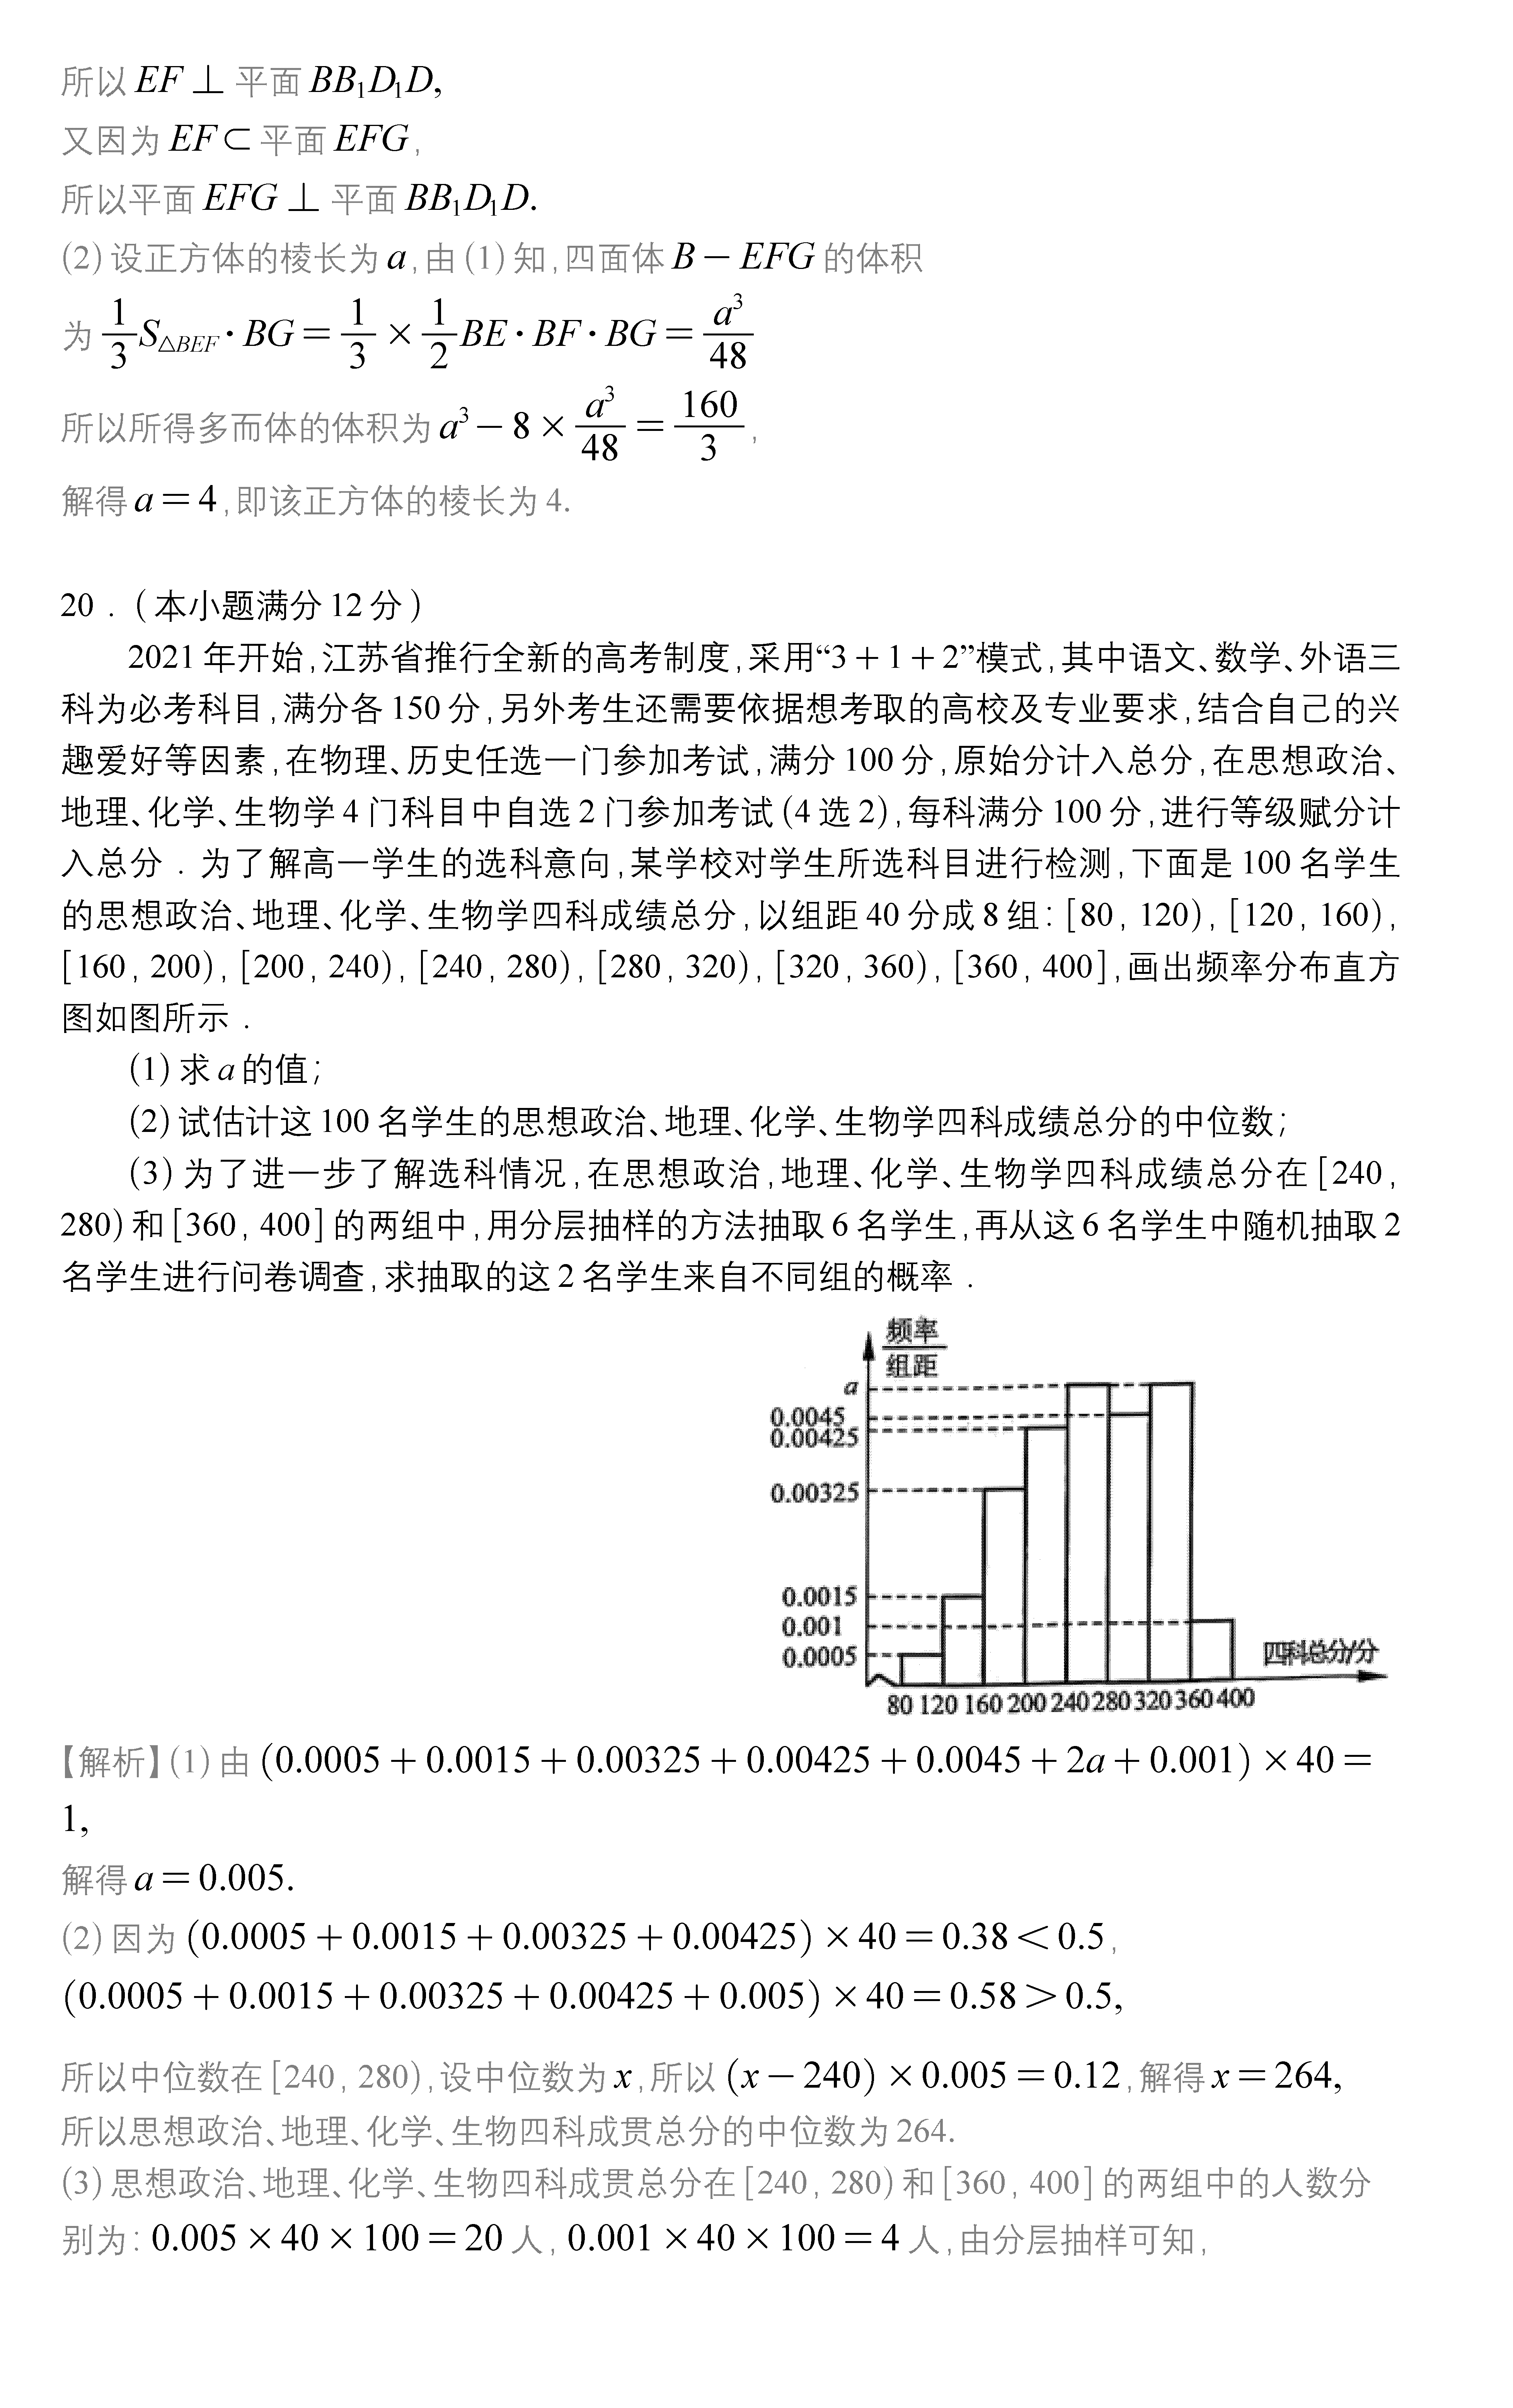 所以 EF ⊥ 平面 BB₁D₁D,
又因为 EF ⊂ 平面 EFG,
所以平面 EFG ⊥ 平面 BB₁D₁D.
(2) 设正方体的棱长为 a, 由 (1) 知, 四面体 B － EFG 的体积
为 \frac{1}{3}S_{△BEF}·BG = \frac{1}{3} × \frac{1}{2}BE·BF·BG = \frac{a^3}{48}
所以所得多而体的体积为 a^3 － 8 × \frac{a^3}{48} = \frac{160}{3},
解得 a = 4, 即该正方体的棱长为 4.
20．(本小题满分 12 分)
2021 年开始, 江苏省推行全新的高考制度, 采用“3 + 1 + 2”模式, 其中语文、数学、外语三
科为必考科目, 满分各 150 分, 另外考生还需要依据想考取的高校及专业要求, 结合自己的兴
趣爱好等因素, 在物理、历史任选一门参加考试, 满分 100 分, 原始分计入总分, 在思想政治、
地理、化学、生物学 4 门科目中自选 2 门参加考试 (4 选 2), 每科满分 100 分, 进行等级赋分计
入总分．为了解高一学生的选科意向, 某学校对学生所选科目进行检测, 下面是 100 名学生
的思想政治、地理、化学、生物学四科成绩总分, 以组距 40 分成 8 组: [80, 120), [120, 160),
[160, 200), [200, 240), [240, 280), [280, 320), [320, 360), [360, 400], 画出频率分布直方
图如图所示．
(1) 求 a 的值;
(2) 试估计这 100 名学生的思想政治、地理、化学、生物学四科成绩总分的中位数;
(3) 为了进一步了解选科情况, 在思想政治, 地理、化学、生物学四科成绩总分在 [240,
280) 和 [360, 400] 的两组中, 用分层抽样的方法抽取 6 名学生, 再从这 6 名学生中随机抽取 2
名学生进行问卷调查, 求抽取的这 2 名学生来自不同组的概率．
频率
组距
a
0.0045
0.00425
0.00325
0.0015
0.001
0.0005
四科总分/分
80 120 160 200 240 280 320 360 400
【解析】(1) 由 (0.0005 + 0.0015 + 0.00325 + 0.00425 + 0.0045 + 2a + 0.001) × 40 =
1,
解得 a = 0.005.
(2) 因为 (0.0005 + 0.0015 + 0.00325 + 0.00425) × 40 = 0.38 < 0.5,
(0.0005 + 0.0015 + 0.00325 + 0.00425 + 0.005) × 40 = 0.58 > 0.5,
所以中位数在 [240, 280), 设中位数为 x, 所以 (x － 240) × 0.005 = 0.12, 解得 x = 264,
所以思想政治、地理、化学、生物四科成贯总分的中位数为 264.
(3) 思想政治、地理、化学、生物四科成贯总分在 [240, 280) 和 [360, 400] 的两组中的人数分
别为: 0.005 × 40 × 100 = 20 人, 0.001 × 40 × 100 = 4 人, 由分层抽样可知,